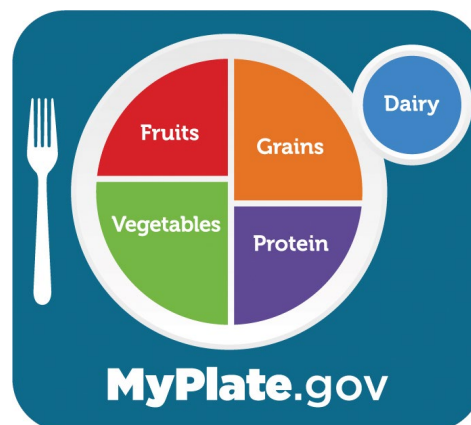 Fruits
Grains
Dairy
Vegetables
Protein
MyPlate.gov